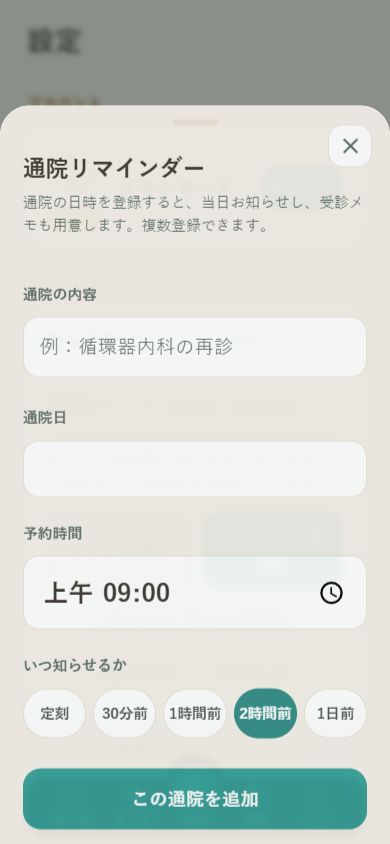 設定
通院リマインダー
通院の日時を登録すると、当日お知らせし、受診メ
モも用意します。複数登録できます。
通院の内容
例：循環器内科の再診
通院日
予約時間
上午 09:00
いつ知らせるか
定刻 30分前 1時間前 2時間前 1日前
この通院を追加